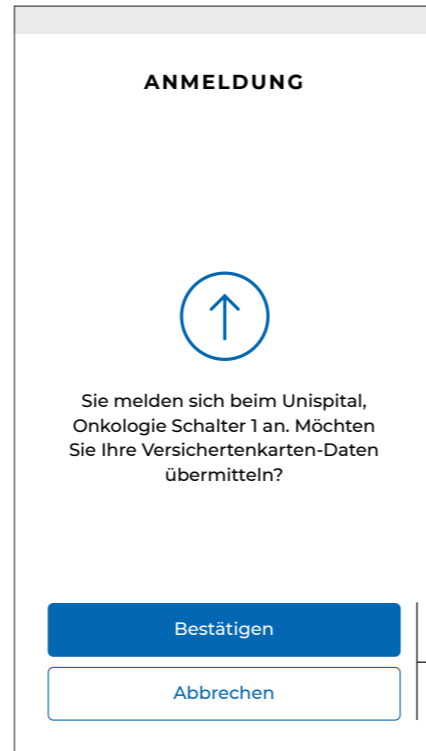 ANMELDUNG
Sie melden sich beim Unispital,
Onkologie Schalter 1 an. Möchten
Sie Ihre Versichertenkarten-Daten
übermitteln?
Bestätigen
Abbrechen